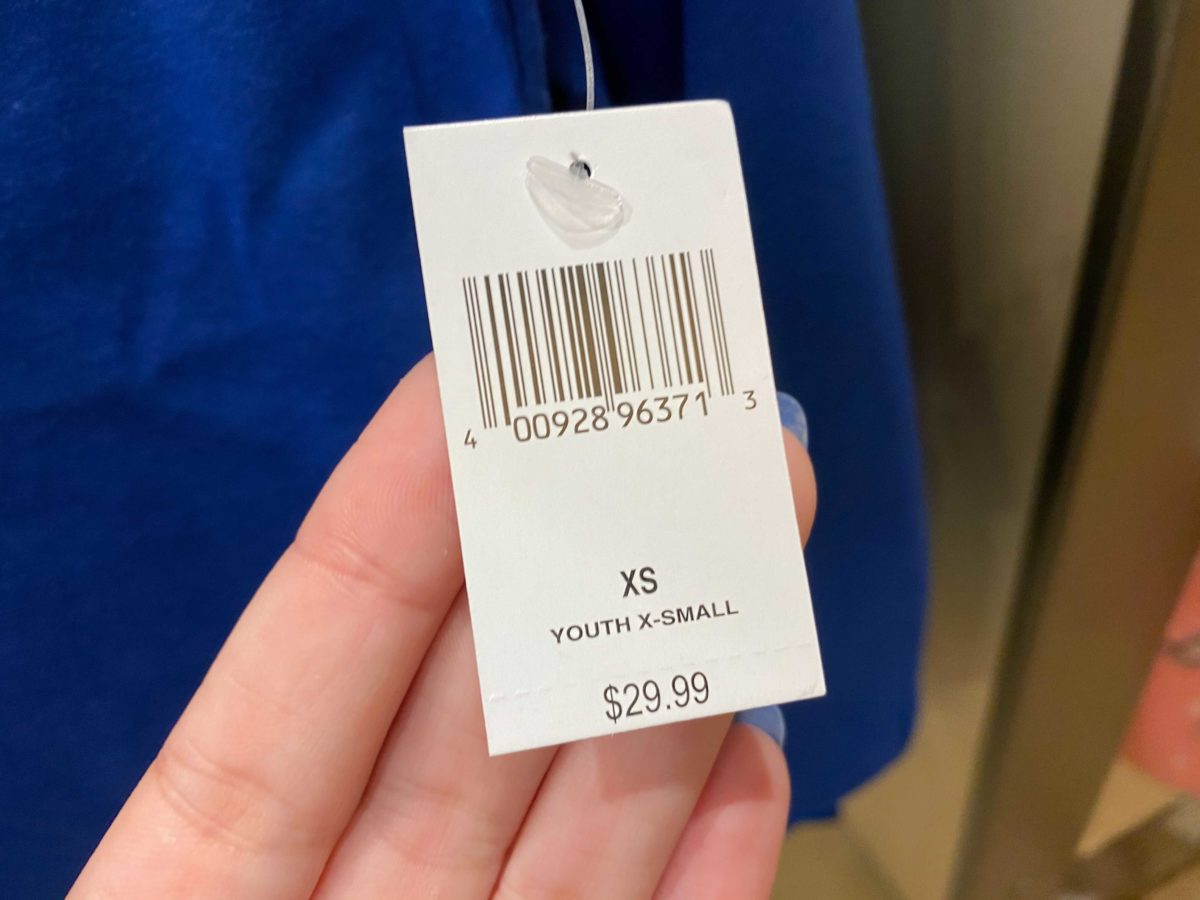 4 00928 96371 3
XS
YOUTH X-SMALL
$29.99